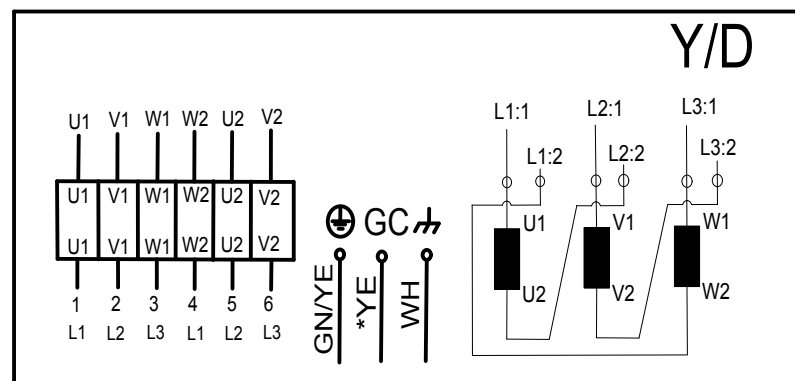 Y/D
U1 V1 W1 W2 U2 V2
U1 V1 W1 W2 U2 V2
U1 V1 W1 W2 U2 V2
1 2 3 4 5 6
L1 L2 L3 L1 L2 L3
GC
GN/YE *YE WH
L1:1 L2:1 L3:1
L1:2 L2:2 L3:2
U1 V1 W1
U2 V2 W2